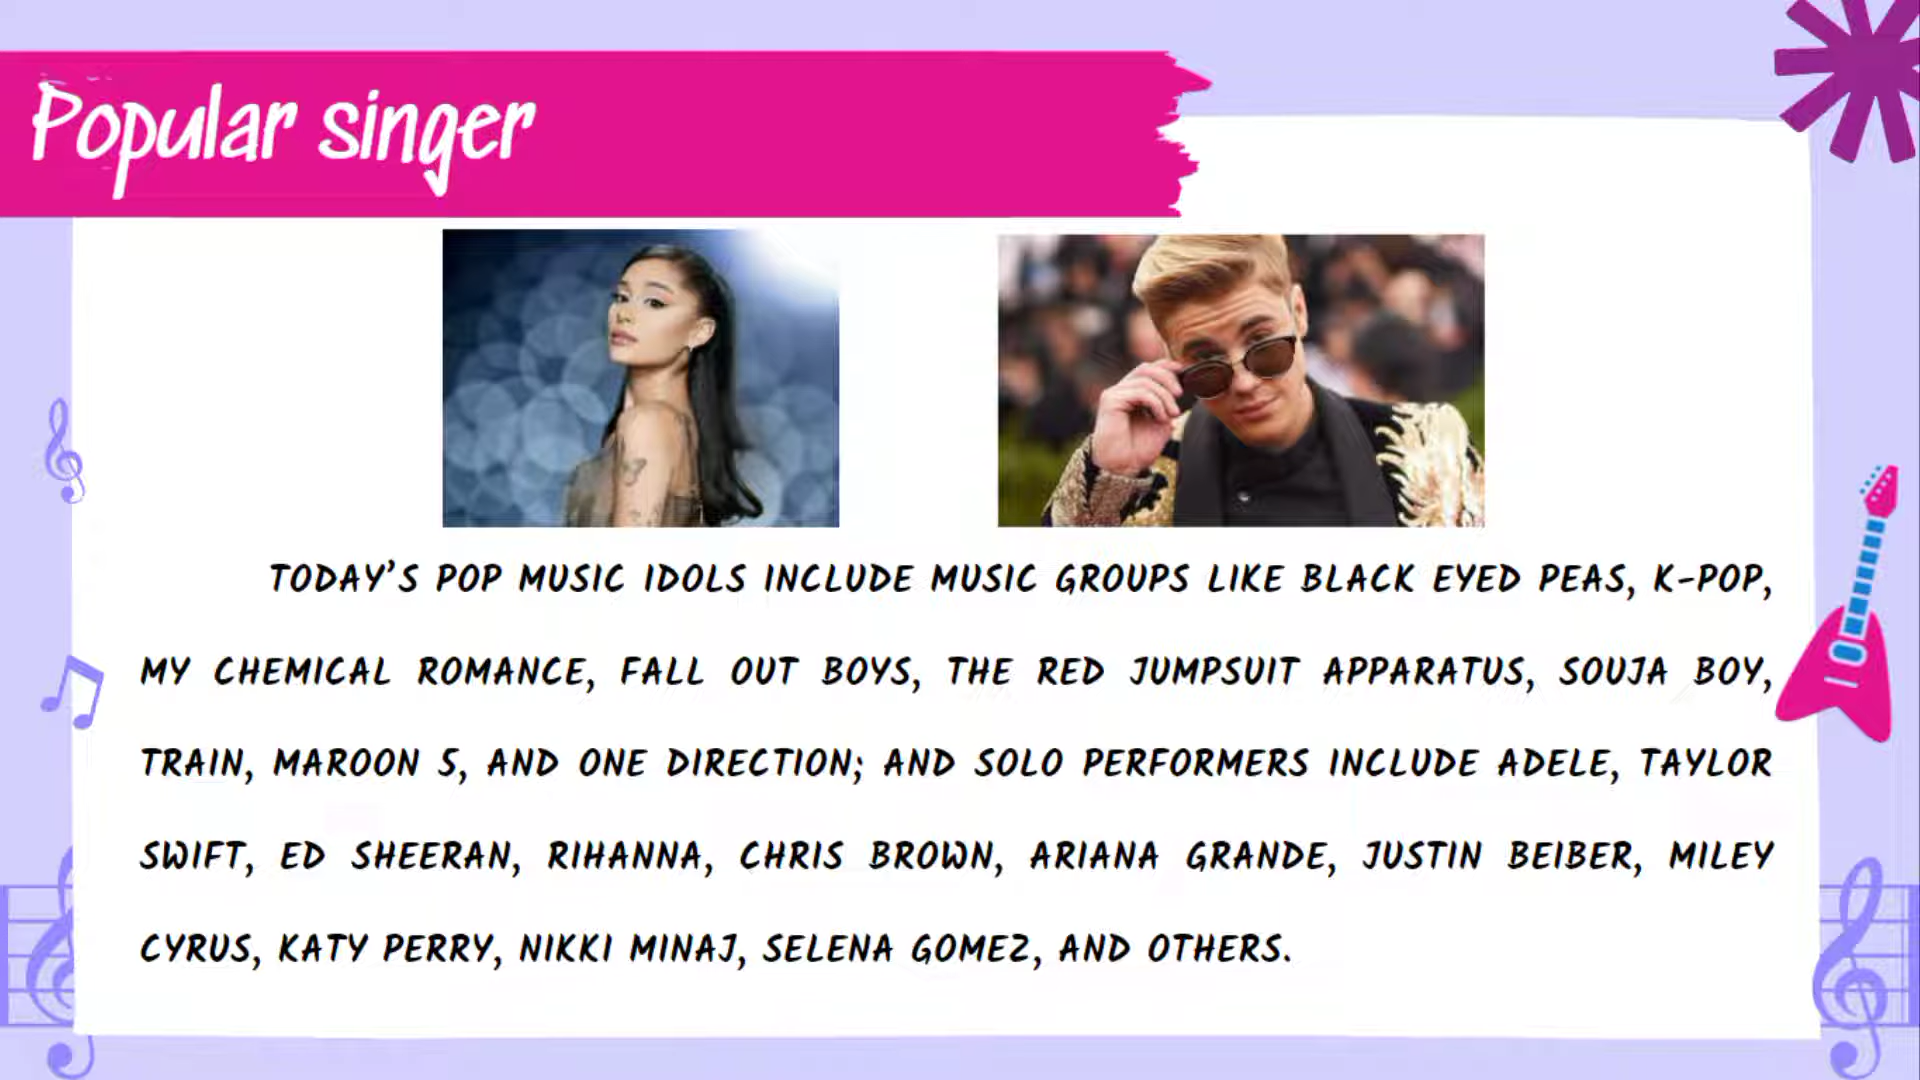 Popular singer
TODAY'S POP MUSIC IDOLS INCLUDE MUSIC GROUPS LIKE BLACK EYED PEAS, K-POP,
MY CHEMICAL ROMANCE, FALL OUT BOYS, THE RED JUMPSUIT APPARATUS, SOUJA BOY,
TRAIN, MAROON 5, AND ONE DIRECTION; AND SOLO PERFORMERS INCLUDE ADELE, TAYLOR
SWIFT, ED SHEERAN, RIHANNA, CHRIS BROWN, ARIANA GRANDE, JUSTIN BEIBER, MILEY
CYRUS, KATY PERRY, NIKKI MINAJ, SELENA GOMEZ, AND OTHERS.